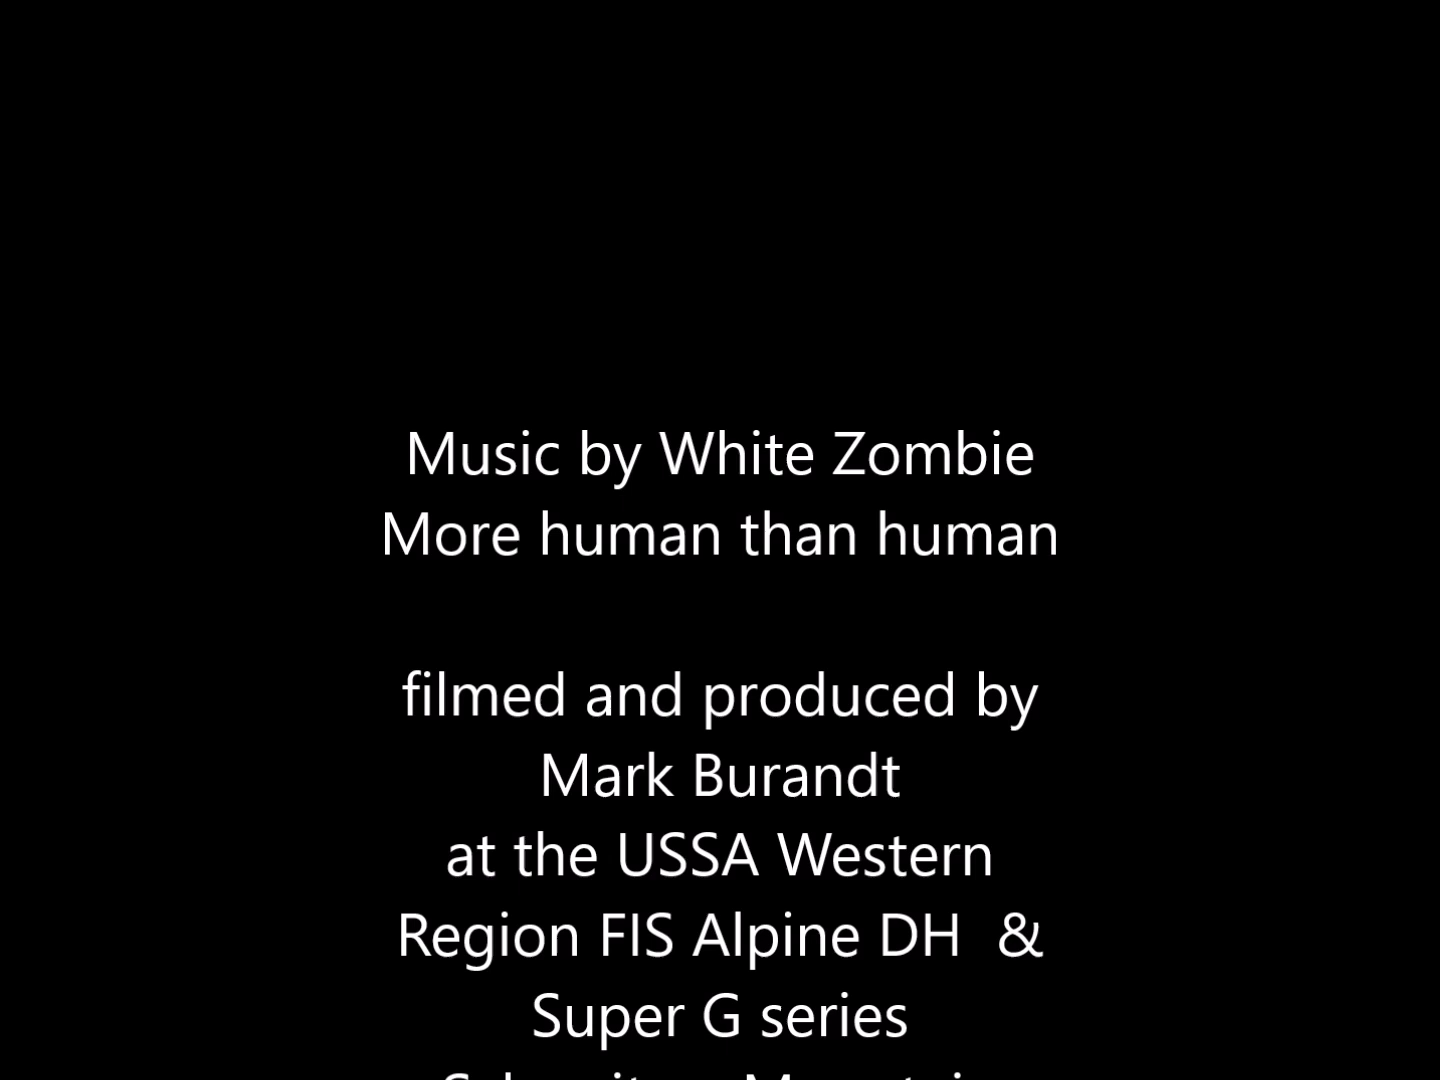 Music by White Zombie
More human than human
filmed and produced by
Mark Burandt
at the USSA Western
Region FIS Alpine DH  &
Super G series